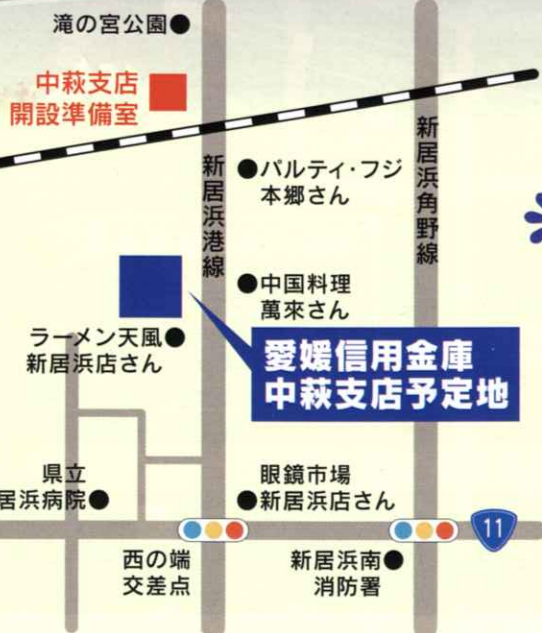 滝の宮公園
中萩支店
開設準備室
新居浜港線
パルティ・フジ
本郷さん
新居浜角野線
中国料理
萬來さん
ラーメン天風
新居浜店さん
愛媛信用金庫
中萩支店予定地
県立
居浜病院
眼鏡市場
新居浜店さん
11
西の端
交差点
新居浜南
消防署